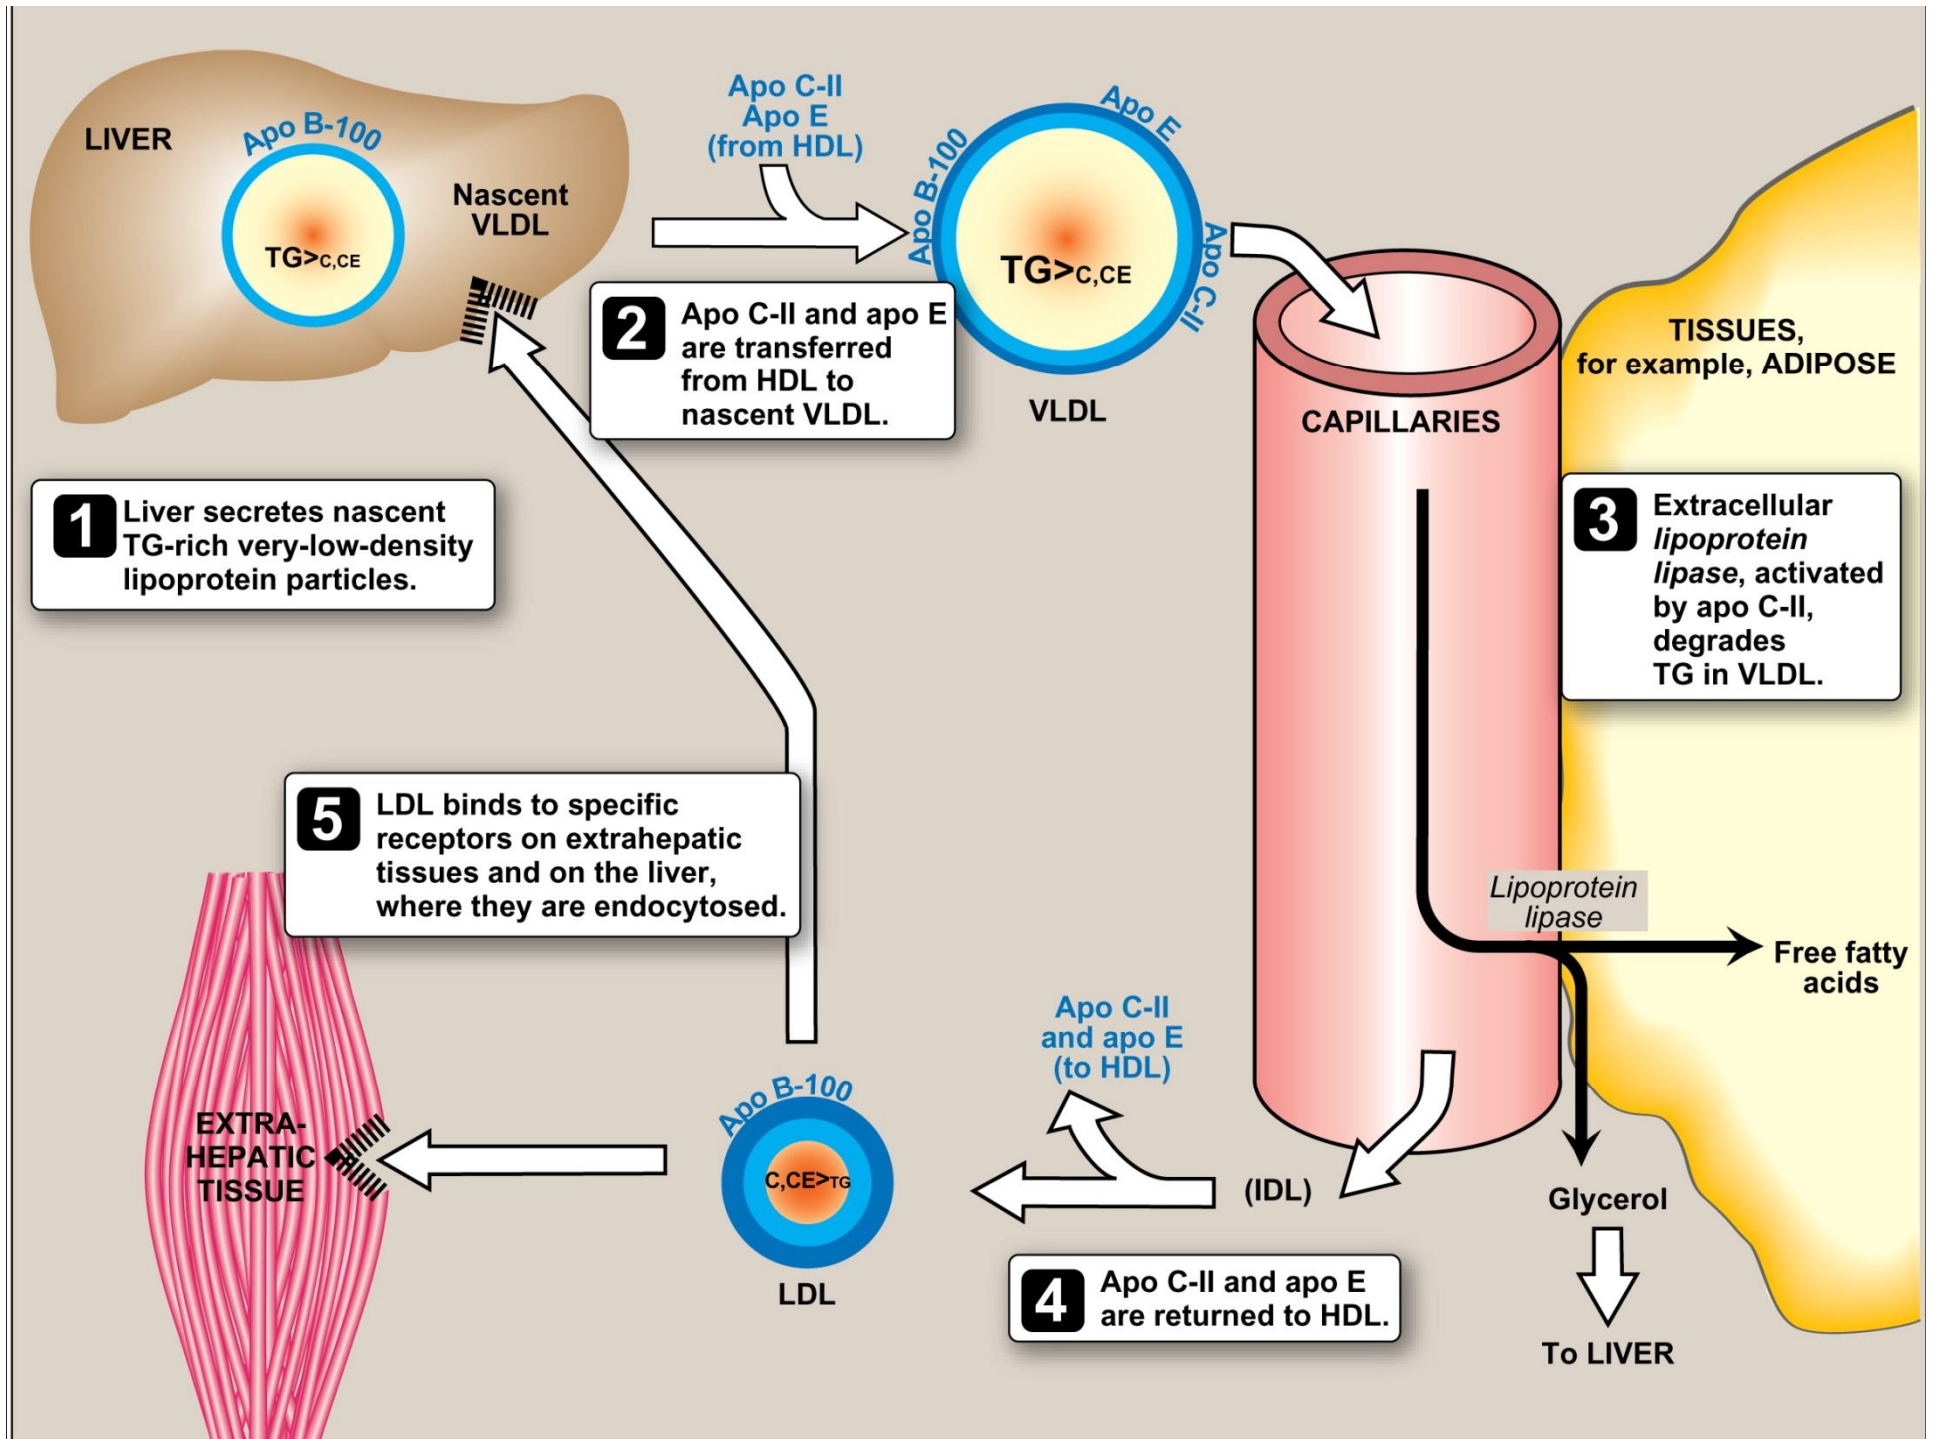 LIVER
Apo B-100
TG>C,CE
Nascent
VLDL
Apo C-II
Apo E
(from HDL)
Apo B-100
Apo E
Apo C-II
TG>C,CE
VLDL
2 Apo C-II and apo E
are transferred
from HDL to
nascent VLDL.
CAPILLARIES
TISSUES,
for example, ADIPOSE
1 Liver secretes nascent
TG-rich very-low-density
lipoprotein particles.
3 Extracellular
lipoprotein
lipase, activated
by apo C-II,
degrades
TG in VLDL.
5 LDL binds to specific
receptors on extrahepatic
tissues and on the liver,
where they are endocytosed.
Lipoprotein
lipase
Free fatty
acids
Apo C-II
and apo E
(to HDL)
Apo B-100
C,CE>TG
LDL
EXTRA-
HEPATIC
TISSUE
(IDL)
Glycerol
4 Apo C-II and apo E
are returned to HDL.
To LIVER